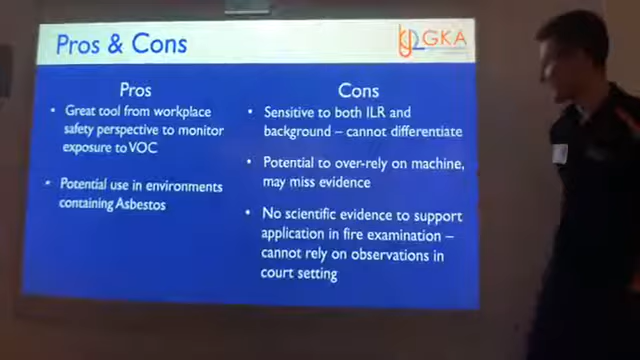 Pros & Cons
GKA
Pros
• Great tool from workplace
safety perspective to monitor
exposure to VOC
• Potential use in environments
containing Asbestos
Cons
• Sensitive to both ILR and
background – cannot differentiate
• Potential to over-rely on machine,
may miss evidence
• No scientific evidence to support
application in fire examination –
cannot rely on observations in
court setting